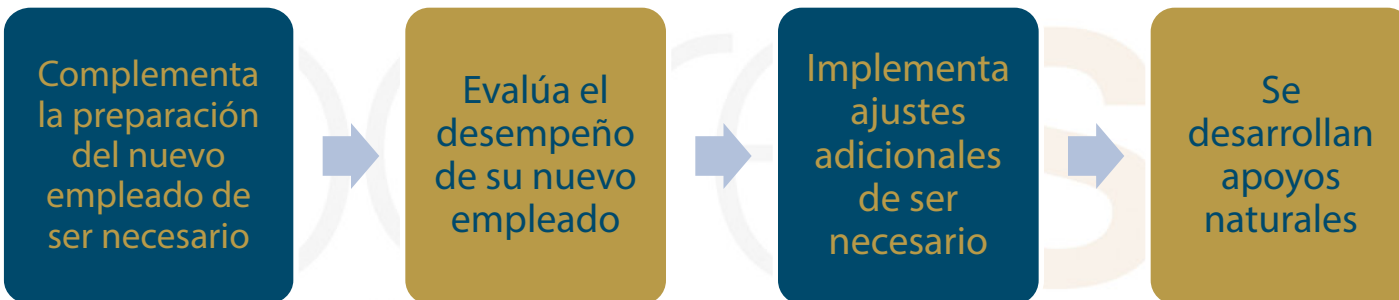 Complementa
la preparación
del nuevo
empleado de
ser necesario
Evalúa el
desempeño
de su nuevo
empleado
Implementa
ajustes
adicionales
de ser
necesario
Se
desarrollan
apoyos
naturales